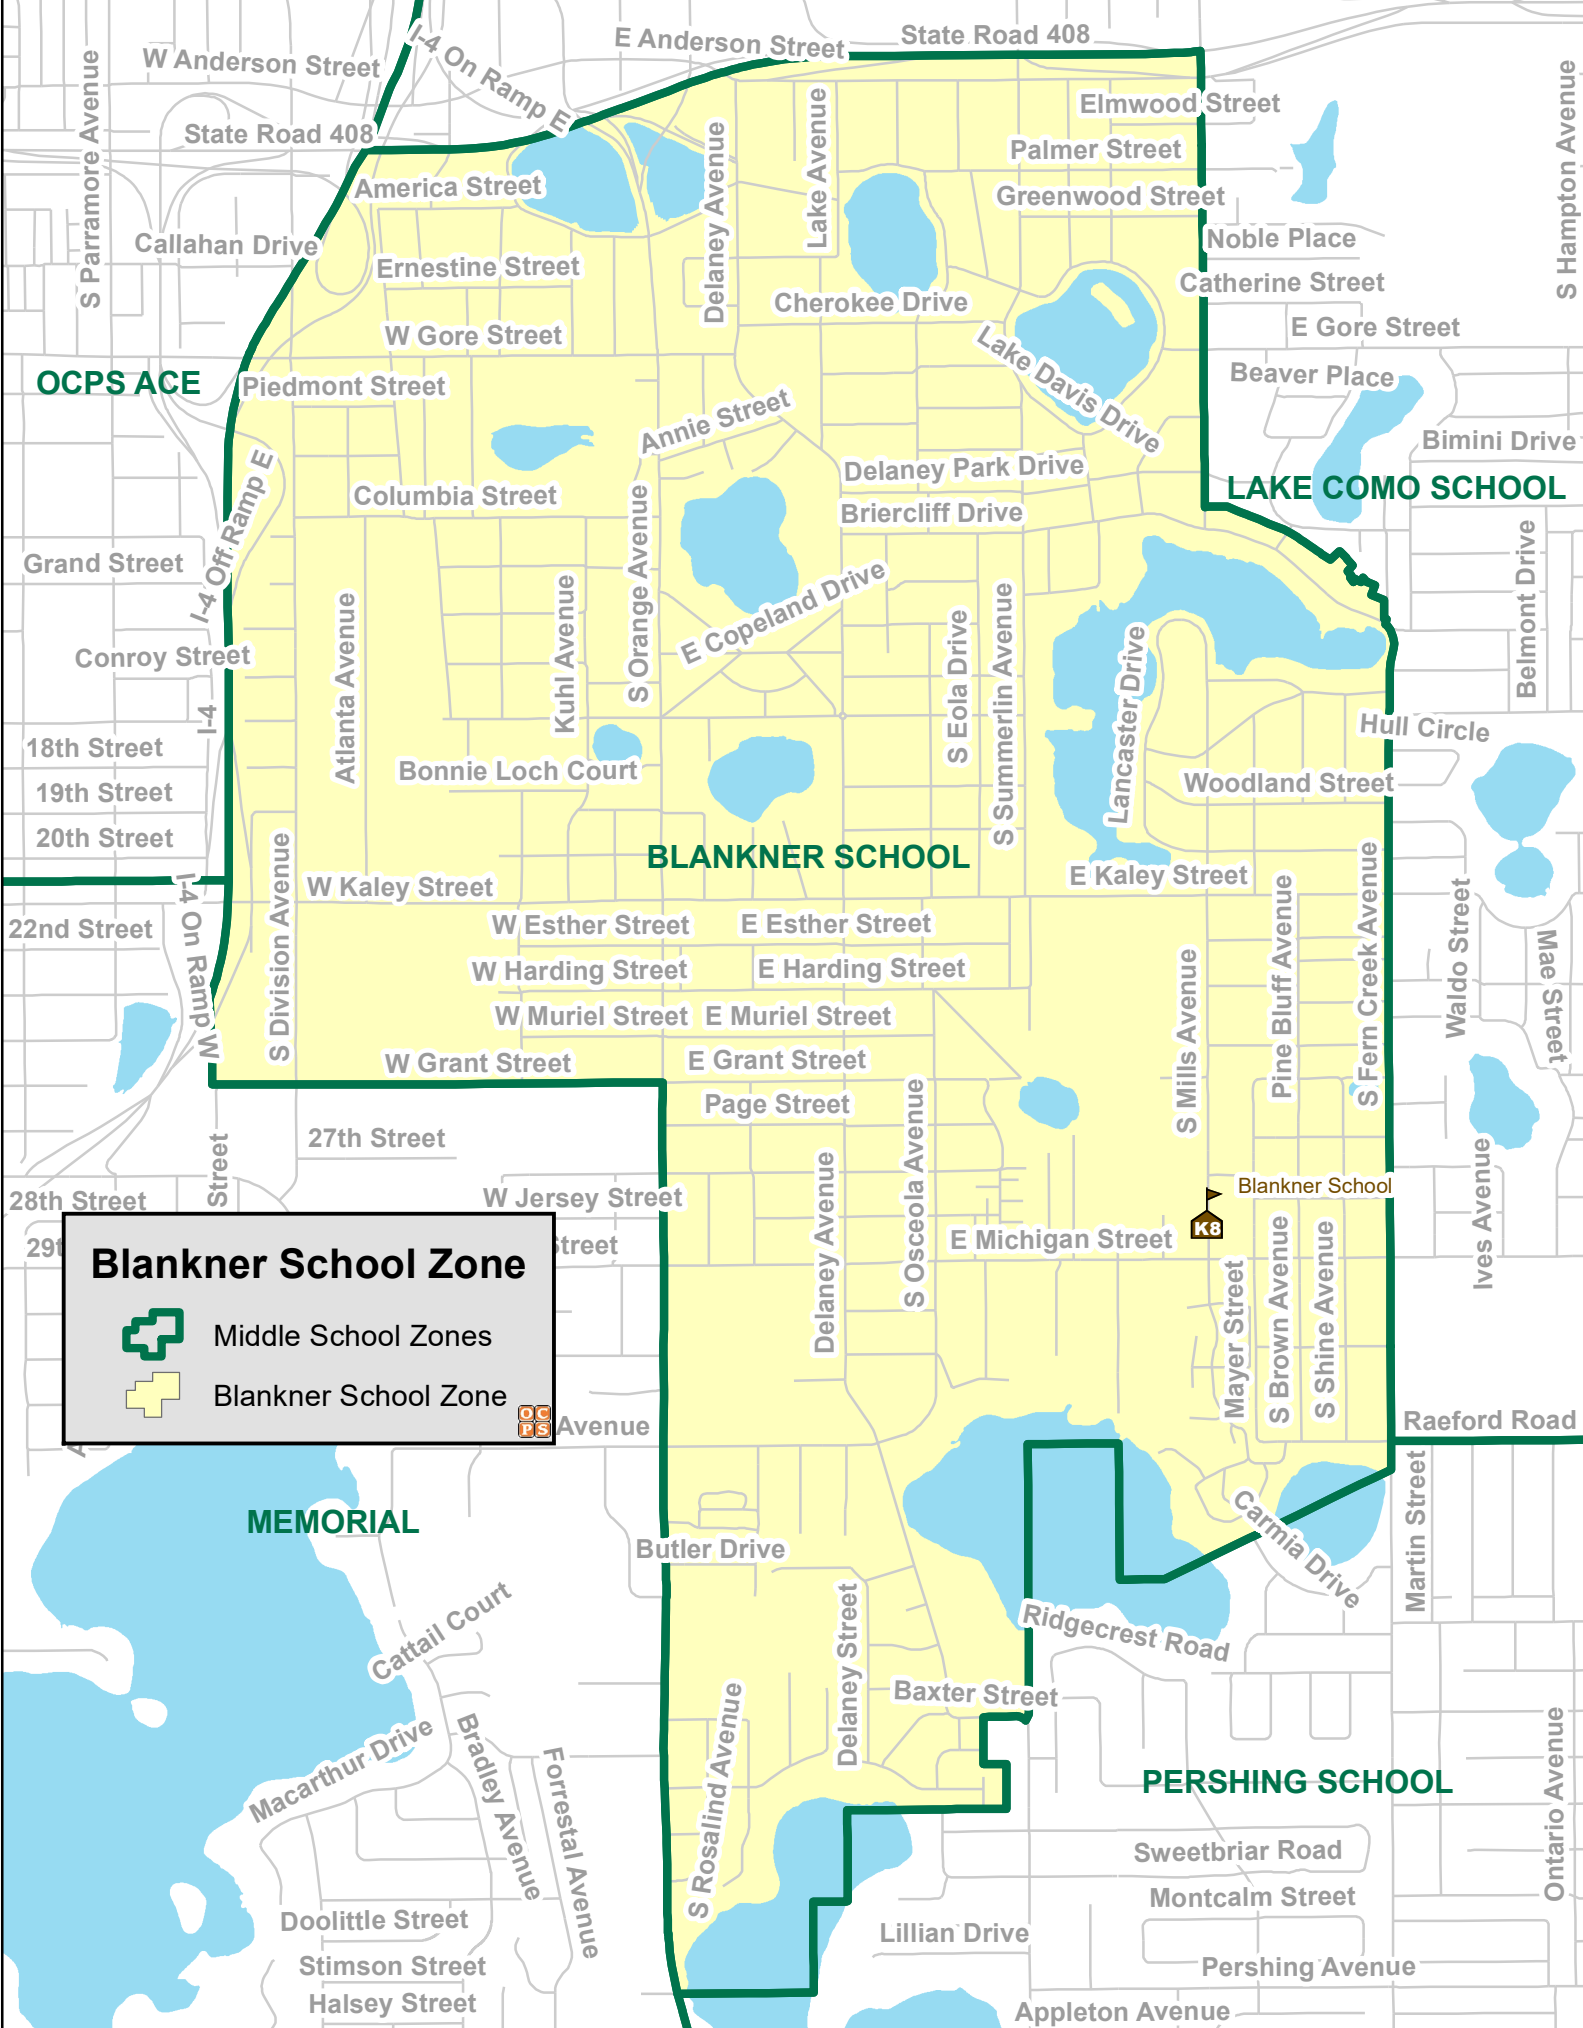 State Road 408
E Anderson Street
I-4 On Ramp E
W Anderson Street
S Parramore Avenue
S Hampton Avenue
Elmwood Street
State Road 408
Lake Avenue
Delaney Avenue
Palmer Street
America Street
Greenwood Street
Callahan Drive
Noble Place
Ernestine Street
Catherine Street
Cherokee Drive
W Gore Street
E Gore Street
Lake Davis Drive
OCPS ACE
Piedmont Street
Beaver Place
Annie Street
Bimini Drive
Delaney Park Drive
LAKE COMO SCHOOL
Columbia Street
Briercliff Drive
I-4 Off Ramp E
Grand Street
S Orange Avenue
E Copeland Drive
Belmont Drive
Atlanta Avenue
Kuhl Avenue
S Eola Drive
S Summerlin Avenue
Lancaster Drive
Conroy Street
I-4
Hull Circle
18th Street
Bonnie Loch Court
Woodland Street
19th Street
20th Street
BLANKNER SCHOOL
W Kaley Street
E Kaley Street
I-4 On Ramp W
S Division Avenue
22nd Street
W Esther Street
E Esther Street
Pine Bluff Avenue
S Fern Creek Avenue
Waldo Street
Mae Street
W Harding Street
E Harding Street
S Mills Avenue
W Muriel Street
E Muriel Street
W Grant Street
E Grant Street
Page Street
27th Street
Street
S Osceola Avenue
Delaney Avenue
28th Street
W Jersey Street
Blankner School
K8
Ives Avenue
E Michigan Street
Mayer Street
S Brown Avenue
S Shine Avenue
Blankner School Zone
Middle School Zones
Blankner School Zone
OCPS
Avenue
Raeford Road
MEMORIAL
Carmia Drive
Martin Street
Butler Drive
Cattail Court
Delaney Street
Ridgecrest Road
Baxter Street
S Rosalind Avenue
Macarthur Drive
Bradley Avenue
Forrestal Avenue
PERSHING SCHOOL
Ontario Avenue
Sweetbriar Road
Montcalm Street
Doolittle Street
Lillian Drive
Stimson Street
Pershing Avenue
Halsey Street
Appleton Avenue